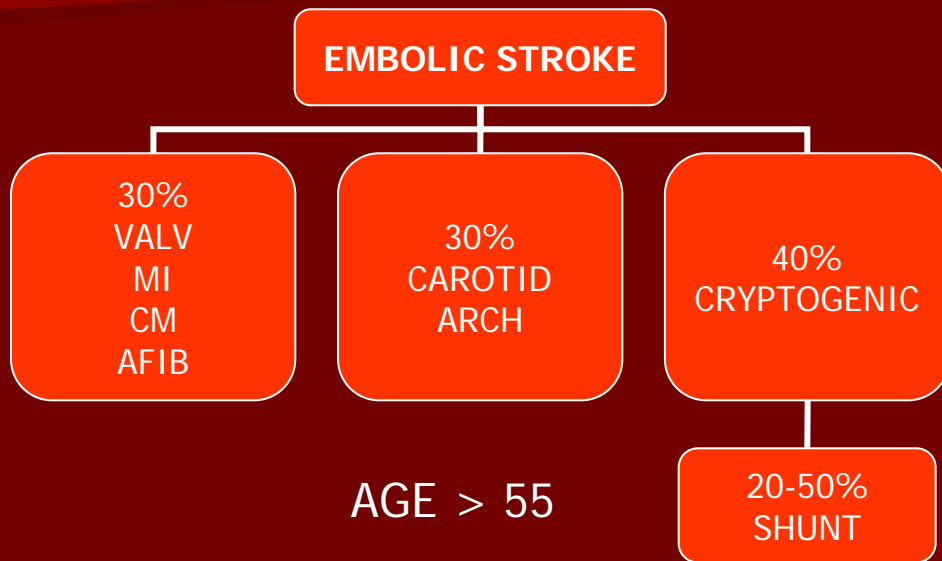 EMBOLIC STROKE
30%
VALV
MI
CM
AFIB
30%
CAROTID
ARCH
40%
CRYPTOGENIC
AGE > 55
20-50%
SHUNT